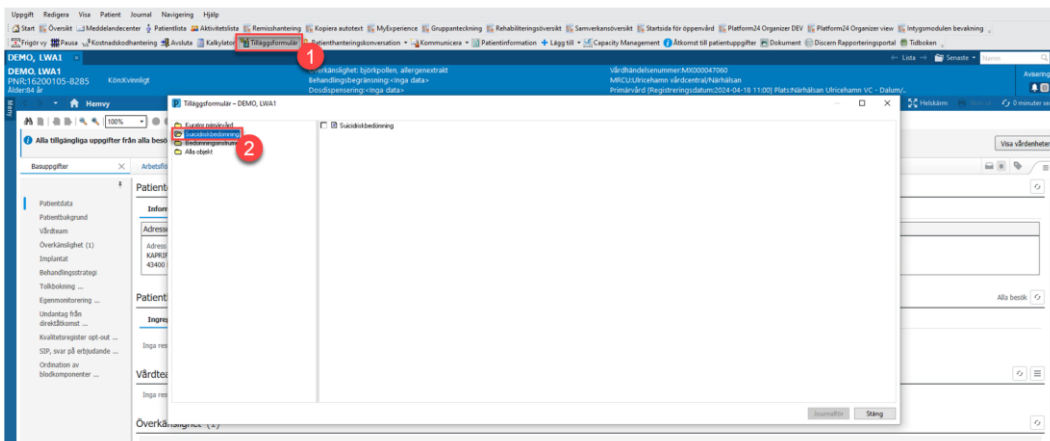 Uppgift Redigera Visa Patient Journal Navigering Hjälp
Start Översikt Meddelandecenter Patientlista Aktivitetslista Remisshantering Kopiera autotext MyExperience Gruppanteckning Rehabiliteringsöversikt Samverkansöversikt Startsida för öppenvård Platform24 Organizer DEV Platform24 Organizer view Intygsmodulen bevakning
Frigör vy Pausa Kostnadskodhantering Avsluta Kalkylator Tilläggsformulär Patienthanteringskonversation Kommunicera Patientinformation Lägg till Capacity Management Åtkomst till patientuppgifter Dokument Discern Rapporteringsportal Tidboken
DEMO, LWA1 Lista Senaste Namn
DEMO, LWA1 Överkänslighet: björkpollen, allergenextrakt Vårdhändelsenummer:MX000047060 Avisering
PNR:16200105-8285 Kön:Kvinnligt Behandlingsbegränsning:<Inga data> MRCU:Ulricehamn vårdcentral/Närhälsan
Ålder:84 år Dosdispensering:<Inga data> Primärvård [Registreringsdatum:2024-04-18 11:00] Plats:Närhälsan Ulricehamn VC - Dalum/..
Meny Hemvy Helskärm 0 minuter se
Tilläggsformulär – DEMO, LWA1
100%
Kurator primärvård
Suicidriskbedömning
Suicidriskbedömning
Bedömningsinstrum
Alla objekt
1
2
Alla tillgängliga uppgifter från alla besö
Visa vårdenheter
Basuppgifter Arbetsflö
Patientdata
Patientbakgrund
Vårdteam
Överkänslighet (1)
Implantat
Behandlingsstrategi
Tolkbokning ...
Egenmonitorering ...
Undantag från
direktåtkomst ...
Kvalitetsregister opt-out ...
SIP, svar på erbjudande ...
Ordination av
blodkomponenter ...
Patient
Inform
Adress
Adress
43400
Patient
Alla besök
Ingre
Inga res
Vårdtea
Inga res
Överkänslighet (1)
Journalför Stäng